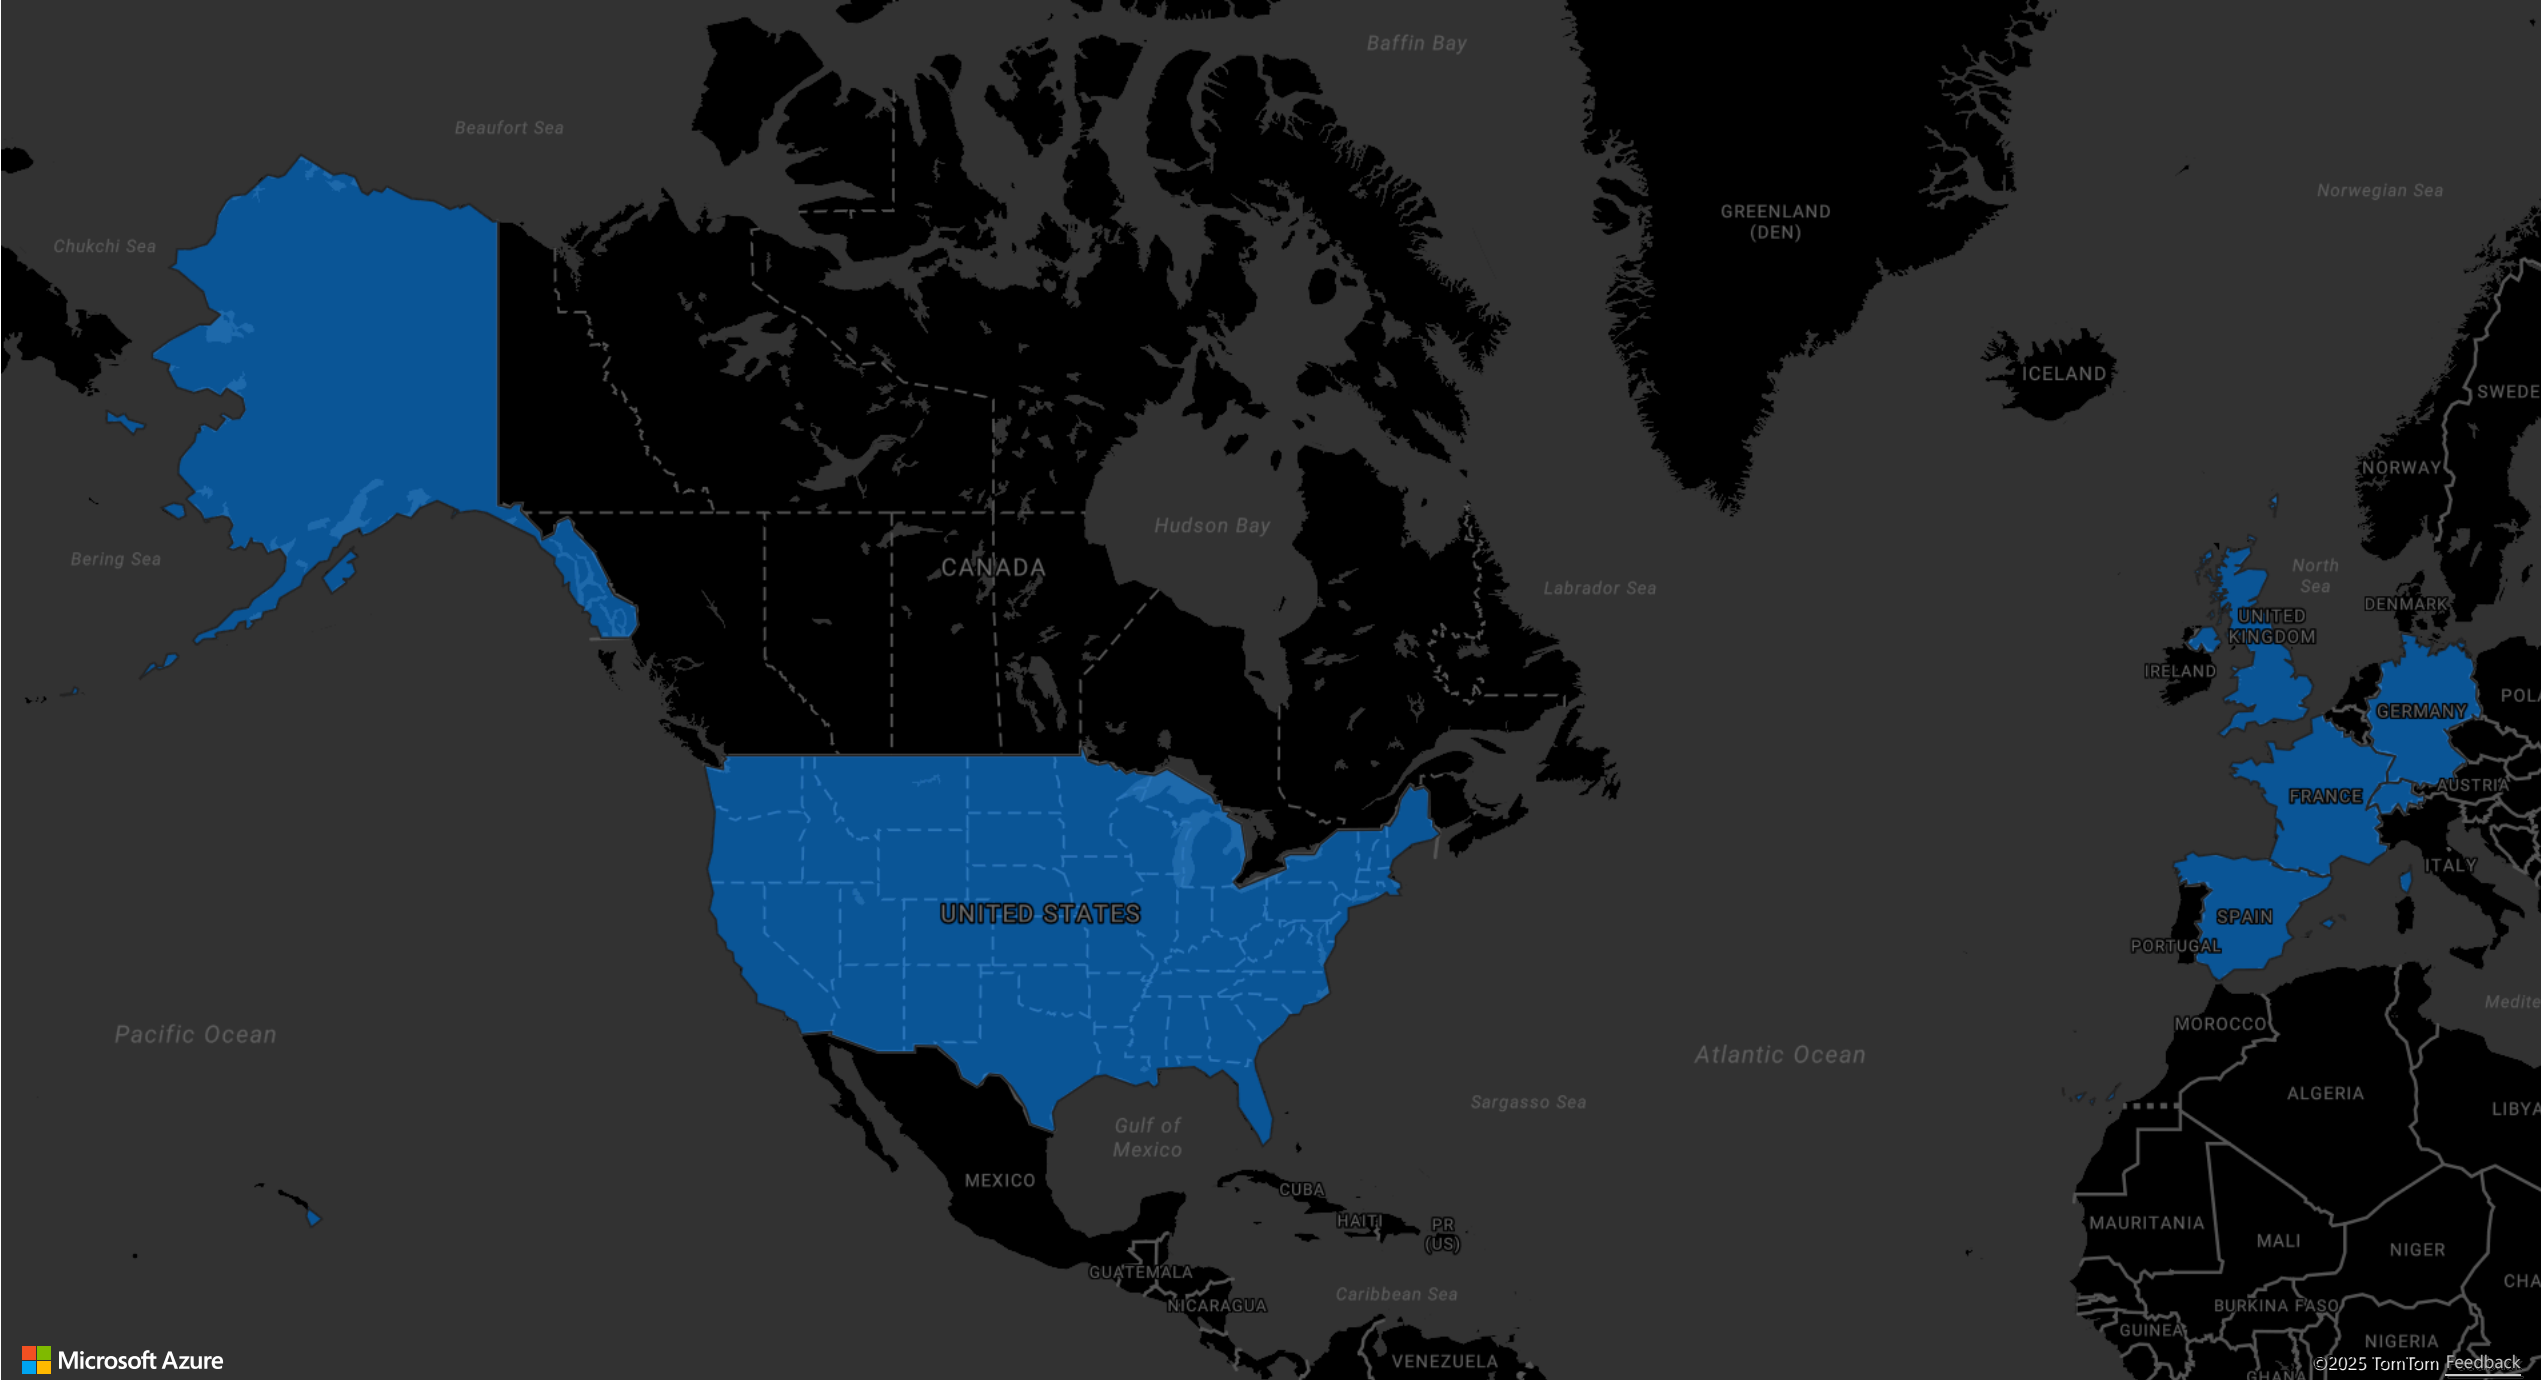 Baffin Bay
Beaufort Sea
Norwegian Sea
GREENLAND
(DEN)
Chukchi Sea
ICELAND
SWEDE
NORWAY
Hudson Bay
Bering Sea
CANADA
North
Sea
Labrador Sea
DENMARK
UNITED
KINGDOM
IRELAND
POLA
GERMANY
AUSTRIA
FRANCE
ITALY
UNITED STATES
SPAIN
PORTUGAL
Medite
MOROCCO
Pacific Ocean
Atlantic Ocean
ALGERIA
Sargasso Sea
LIBYA
Gulf of
Mexico
MEXICO
CUBA
HAITI
PR
(US)
MAURITANIA
MALI
NIGER
GUATEMALA
CHA
Caribbean Sea
NICARAGUA
BURKINA FASO
GUINEA
NIGERIA
VENEZUELA
Microsoft Azure
©2025 TomTom Feedback
GHANA